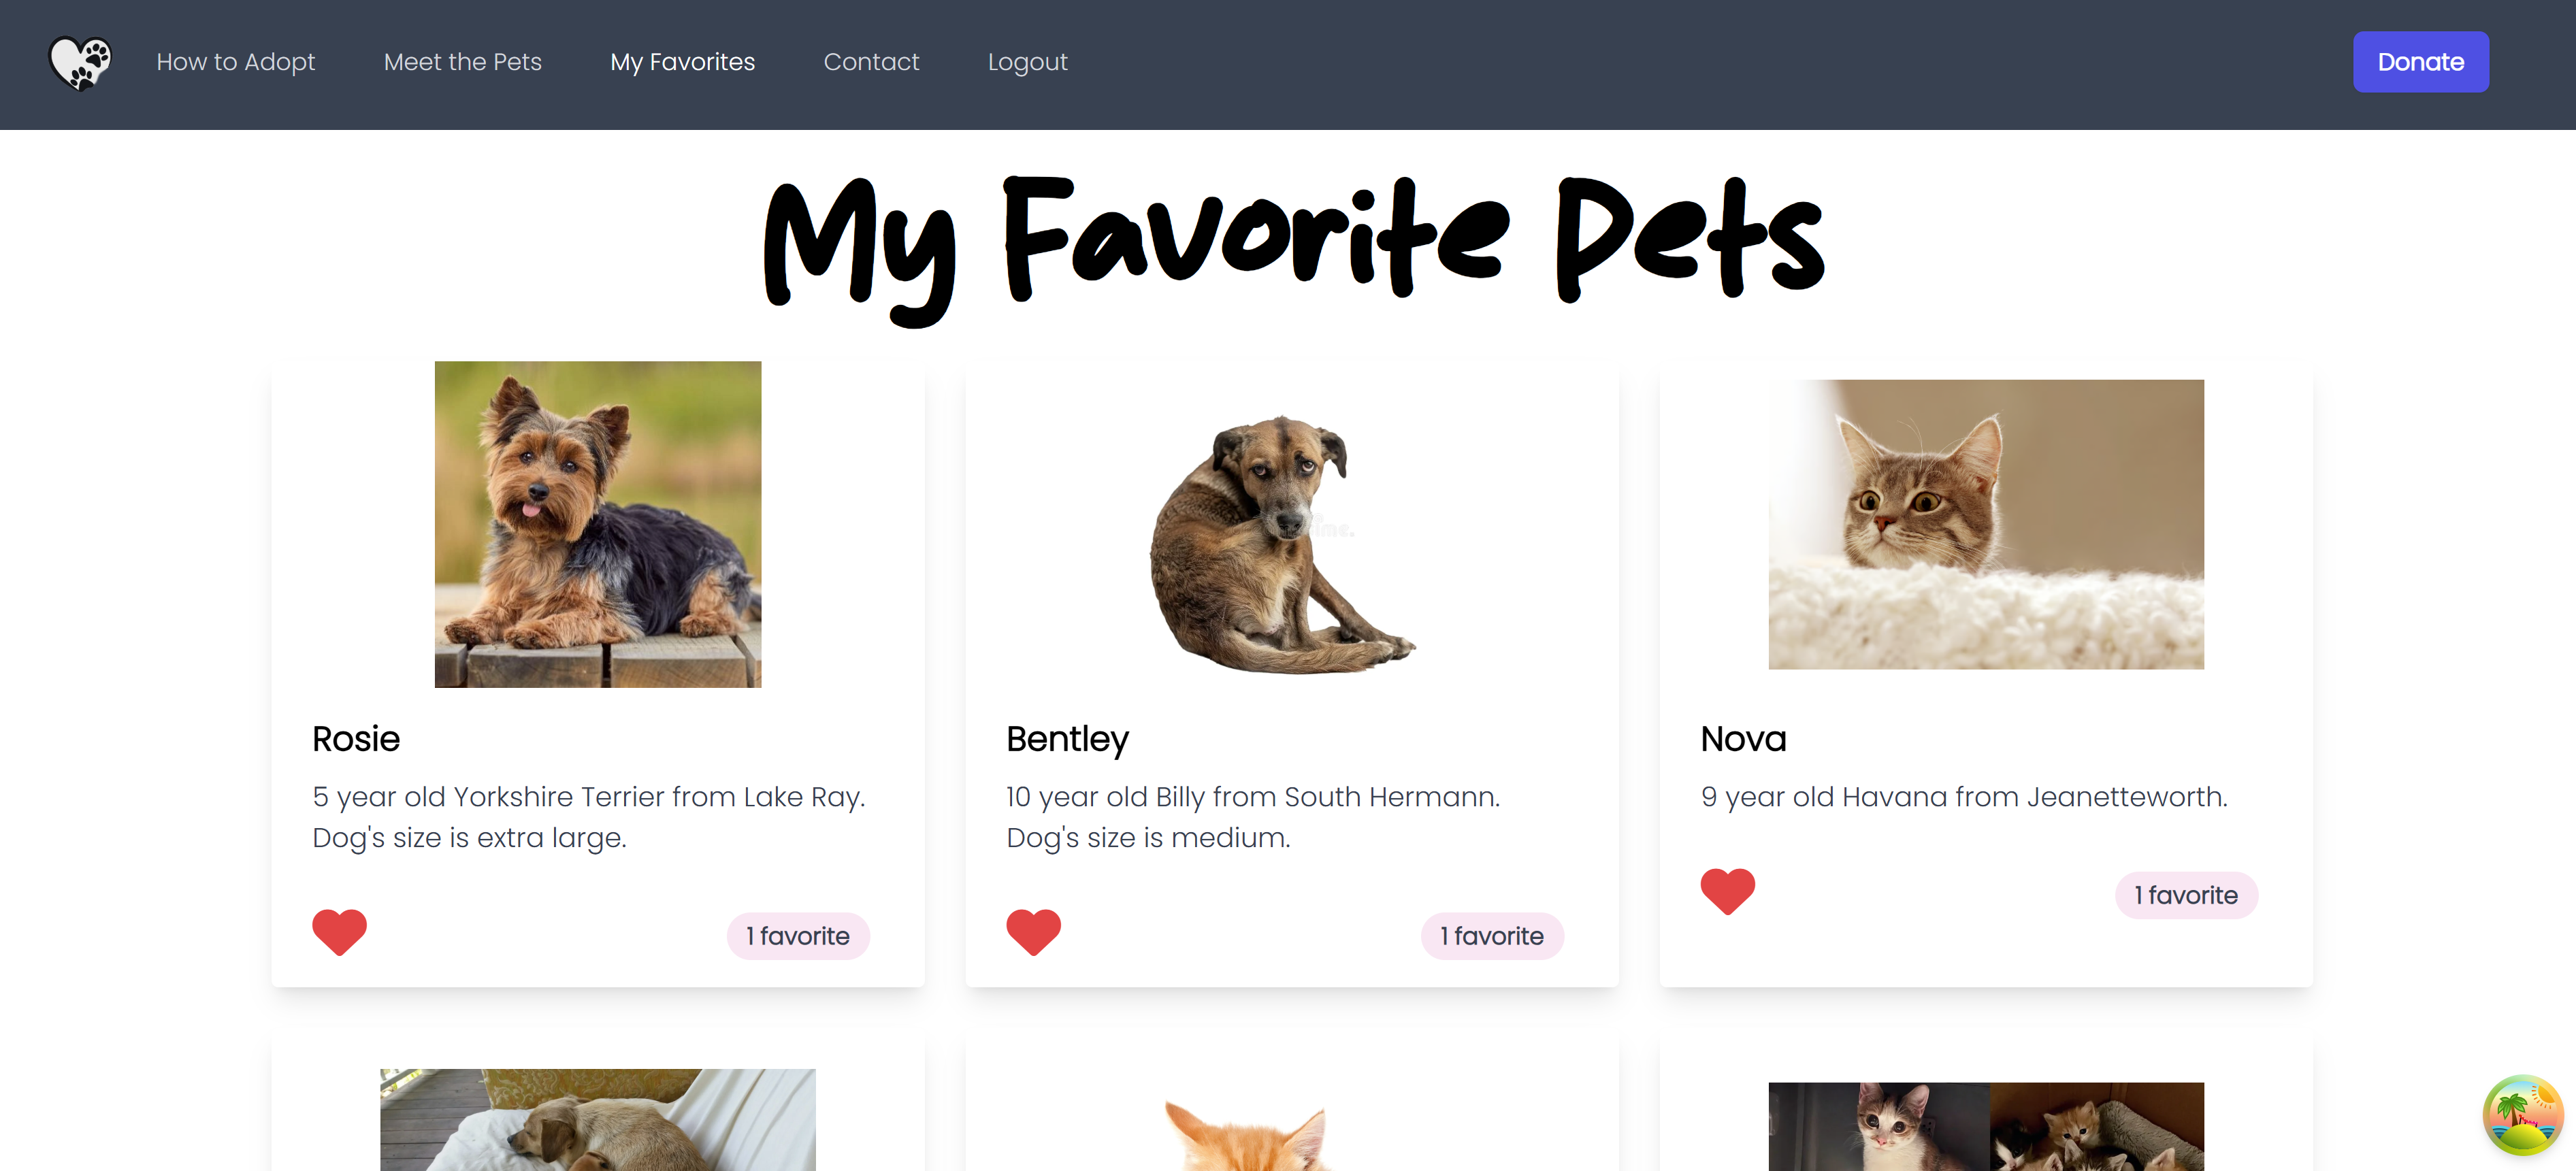 How to Adopt
Meet the Pets
My Favorites
Contact
Logout
Donate
My Favorite Pets
Rosie
5 year old Yorkshire Terrier from Lake Ray.
Dog's size is extra large.
1 favorite
Bentley
10 year old Billy from South Hermann.
Dog's size is medium.
1 favorite
Nova
9 year old Havana from Jeanetteworth.
1 favorite